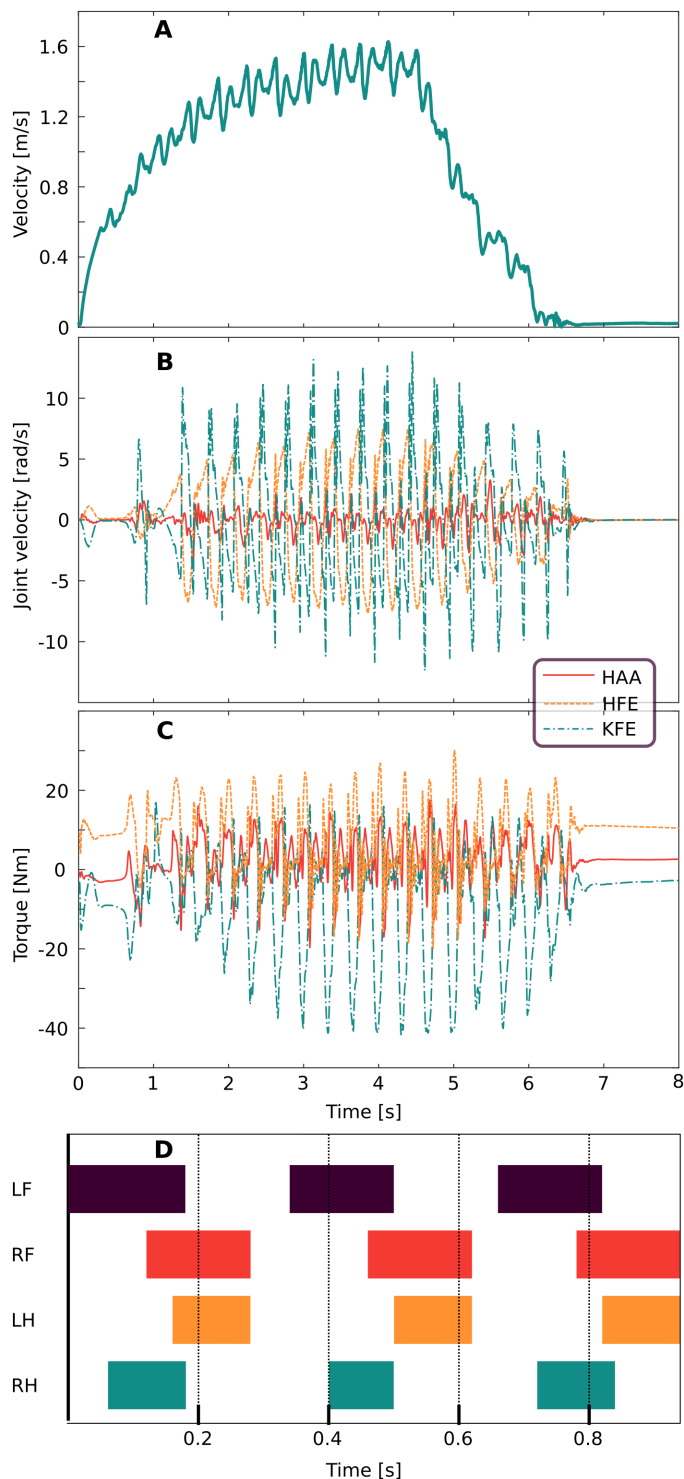 A
Velocity [m/s]
1.6
1.2
0.8
0.4
0
B
Joint velocity [rad/s]
10
5
0
-5
-10
HAA
HFE
KFE
C
Torque [Nm]
20
0
-20
-40
0 1 2 3 4 5 6 7 8
Time [s]
D
LF
RF
LH
RH
0.2 0.4 0.6 0.8
Time [s]